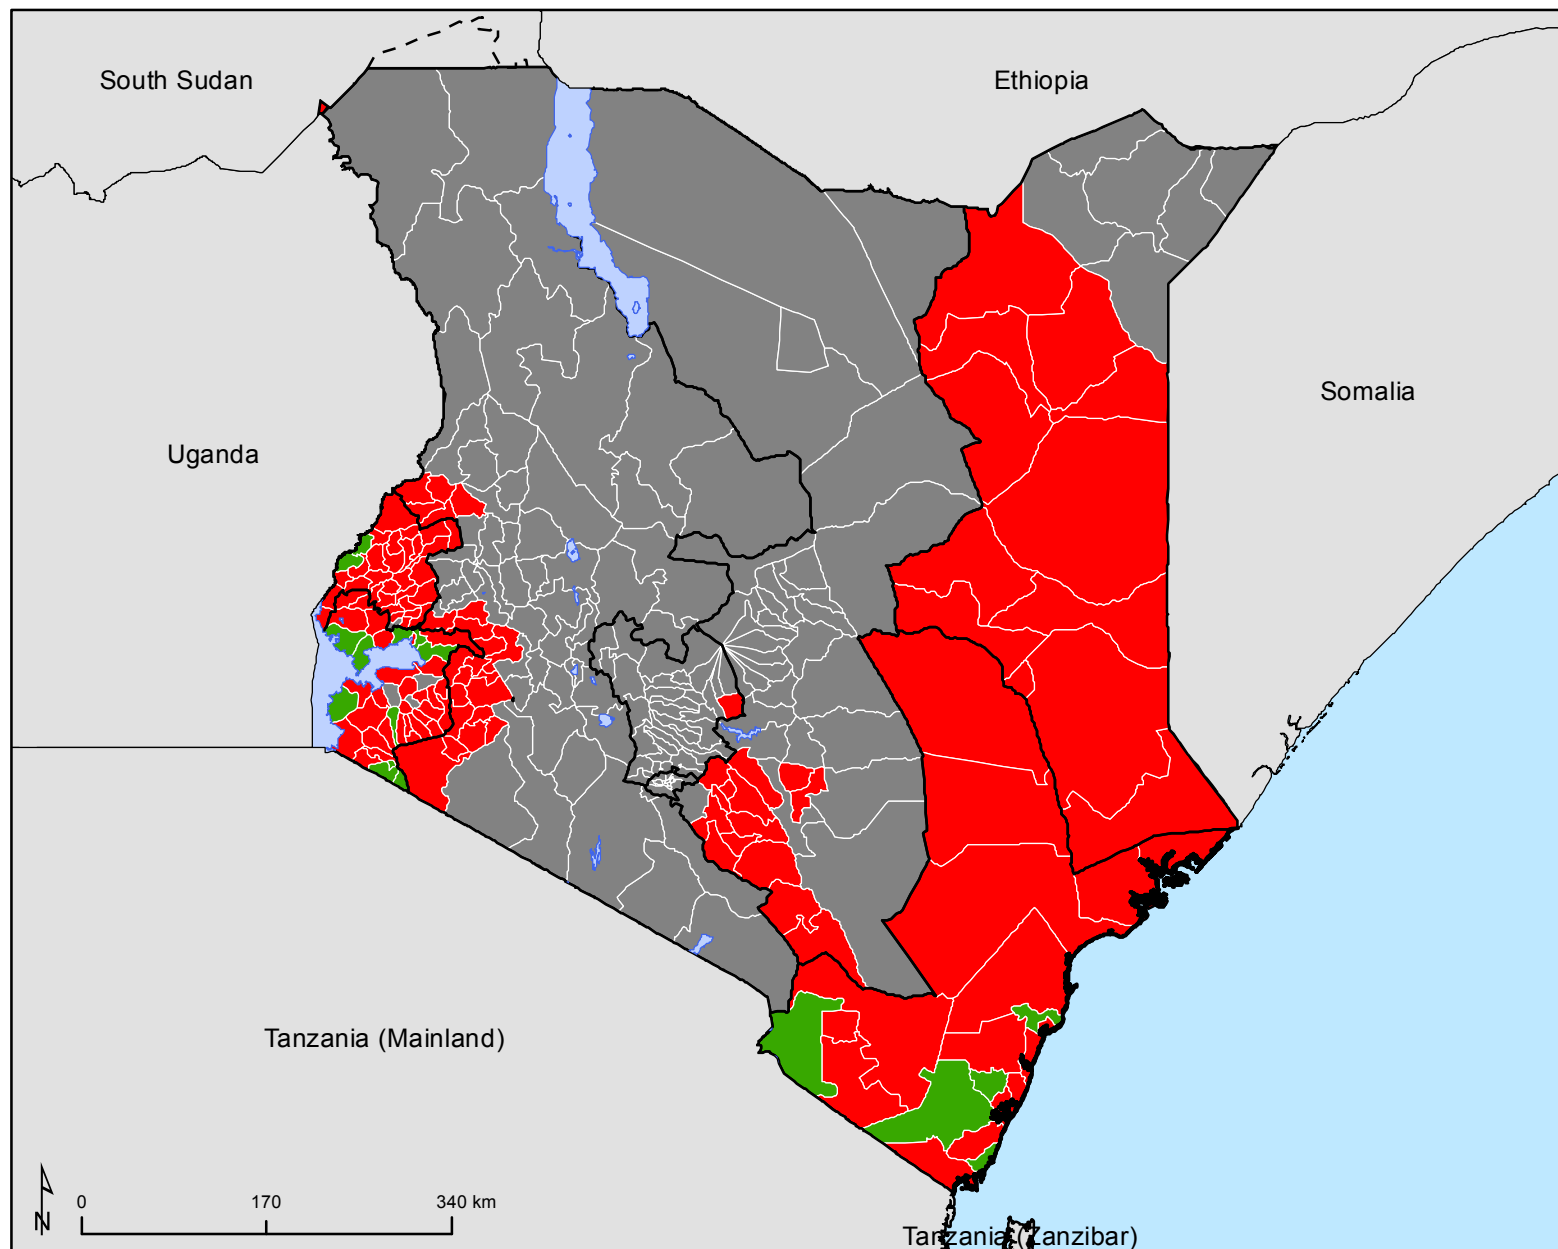 South Sudan
Ethiopia
Somalia
Uganda
Tanzania (Mainland)
N
0 170 340 km
Tanzania (Zanzibar)